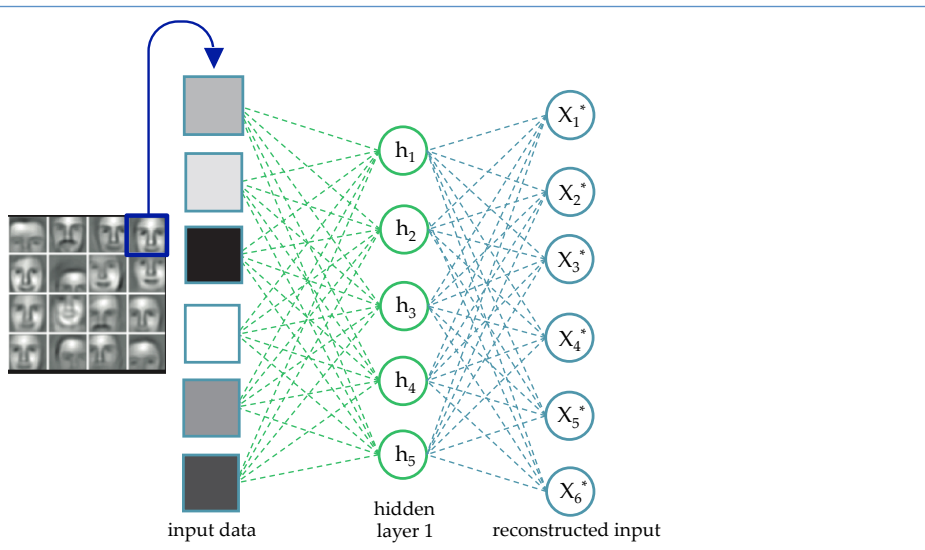 X₁*
h₁
X₂*
h₂
X₃*
h₃
X₄*
h₄
X₅*
h₅
X₆*
input data
hidden
layer 1
reconstructed input